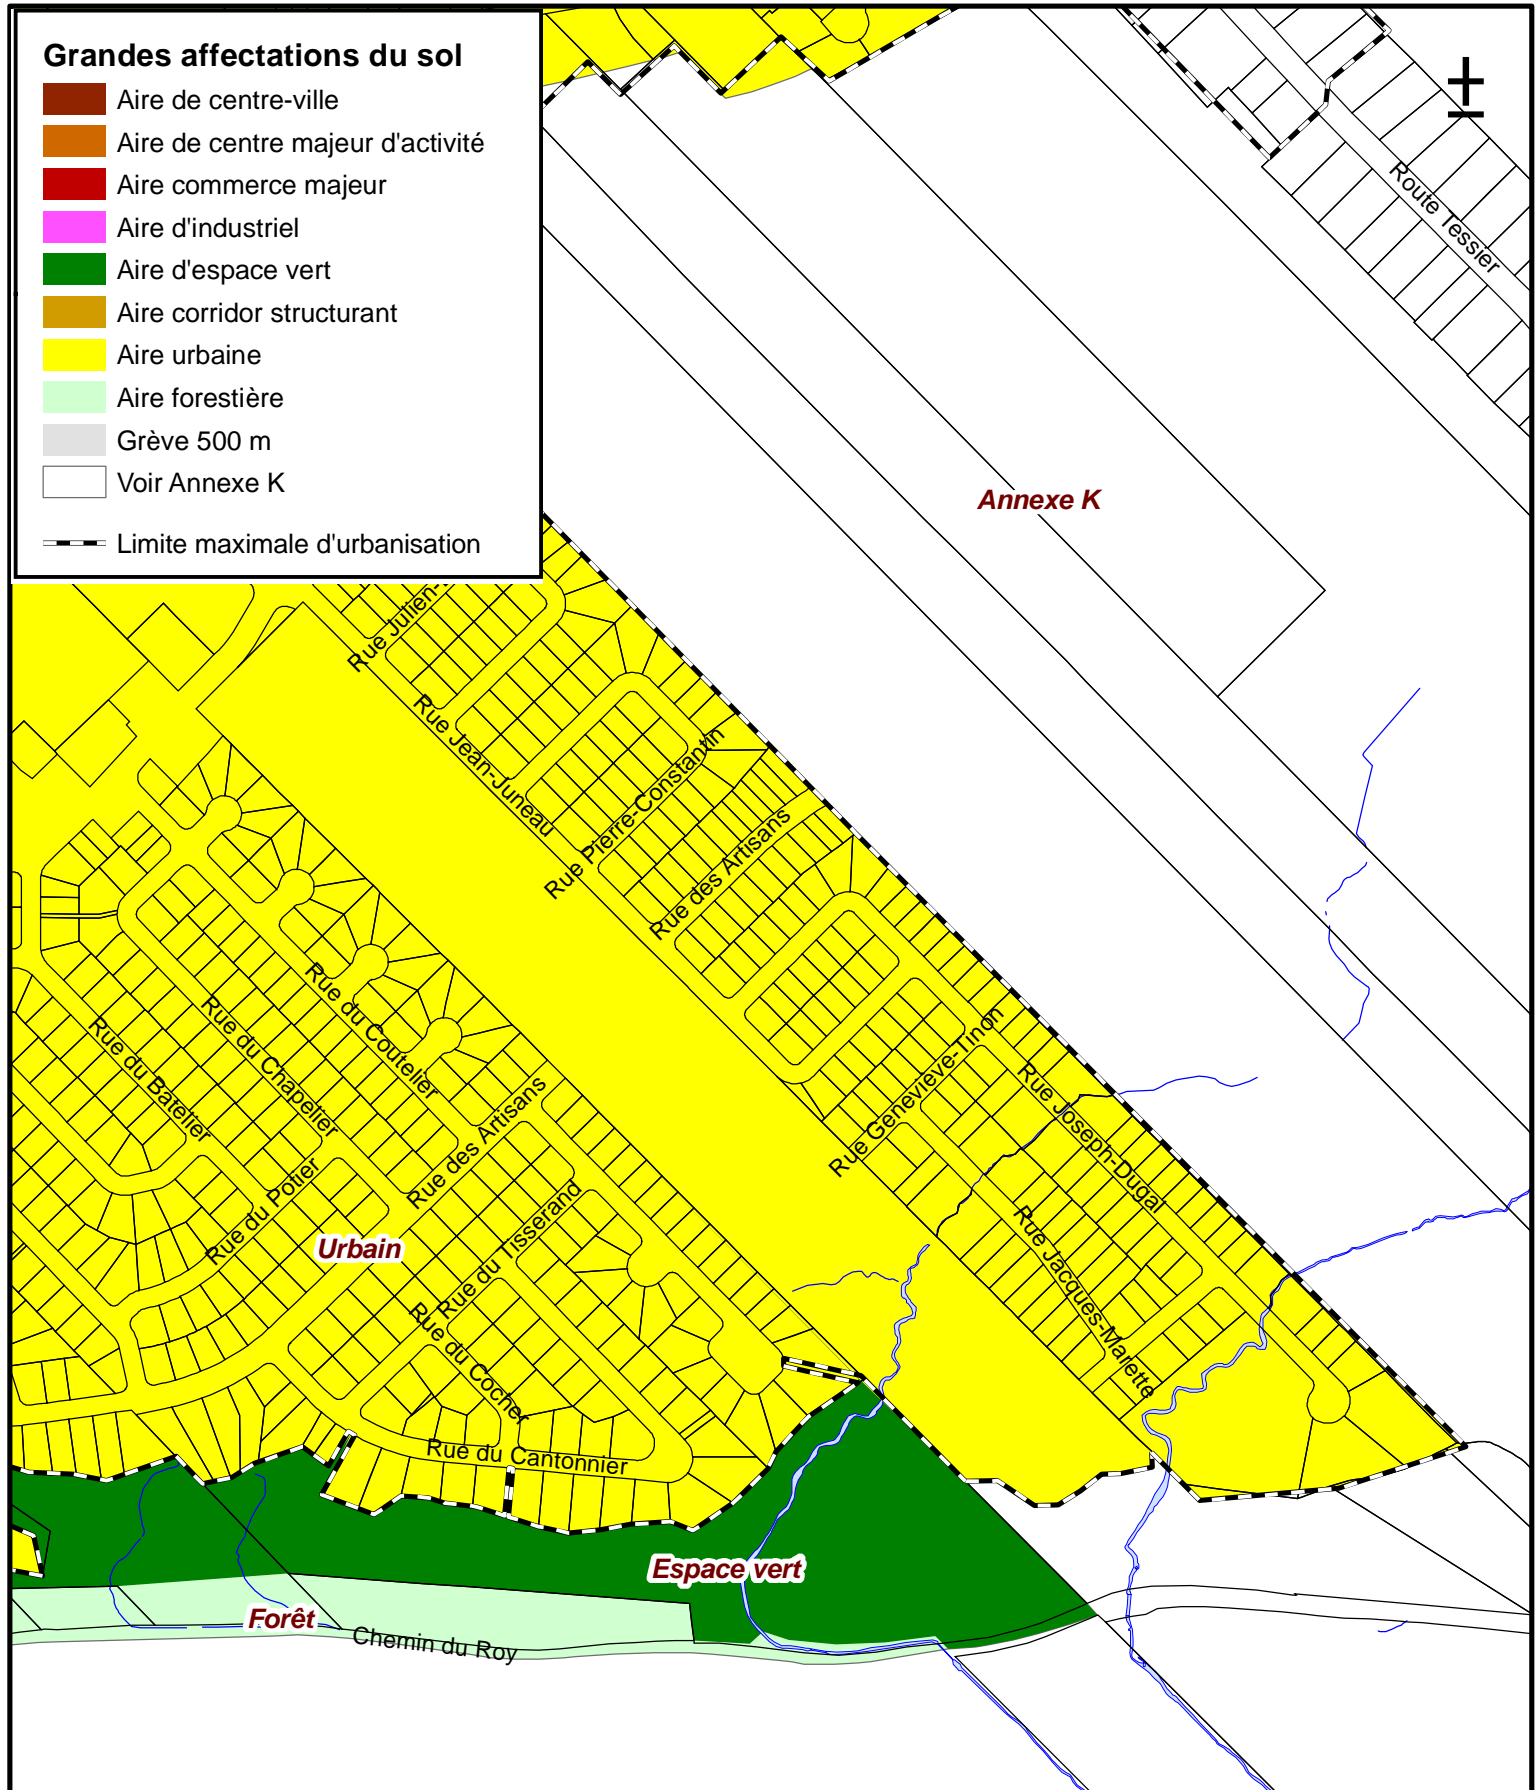 Grandes affectations du sol
Aire de centre-ville
Aire de centre majeur d'activité
Aire commerce majeur
Aire d'industriel
Aire d'espace vert
Aire corridor structurant
Aire urbaine
Aire forestière
Grève 500 m
Voir Annexe K
Limite maximale d'urbanisation
Route Tessier
Annexe K
Rue Julien-
Rue Jean-Juneau
Rue Pierre-Constantin
Rue des Artisans
Rue du Coutelier
Rue du Chapelier
Rue du Batelier
Rue Geneviève-Tinon
Rue Joseph-Dugal
Rue des Artisans
Rue du Potier
Rue du Tisserand
Urbain
Rue Jacques-Marette
Rue du Cocher
Rue du Cantonnier
Espace vert
Forêt
Chemin du Roy